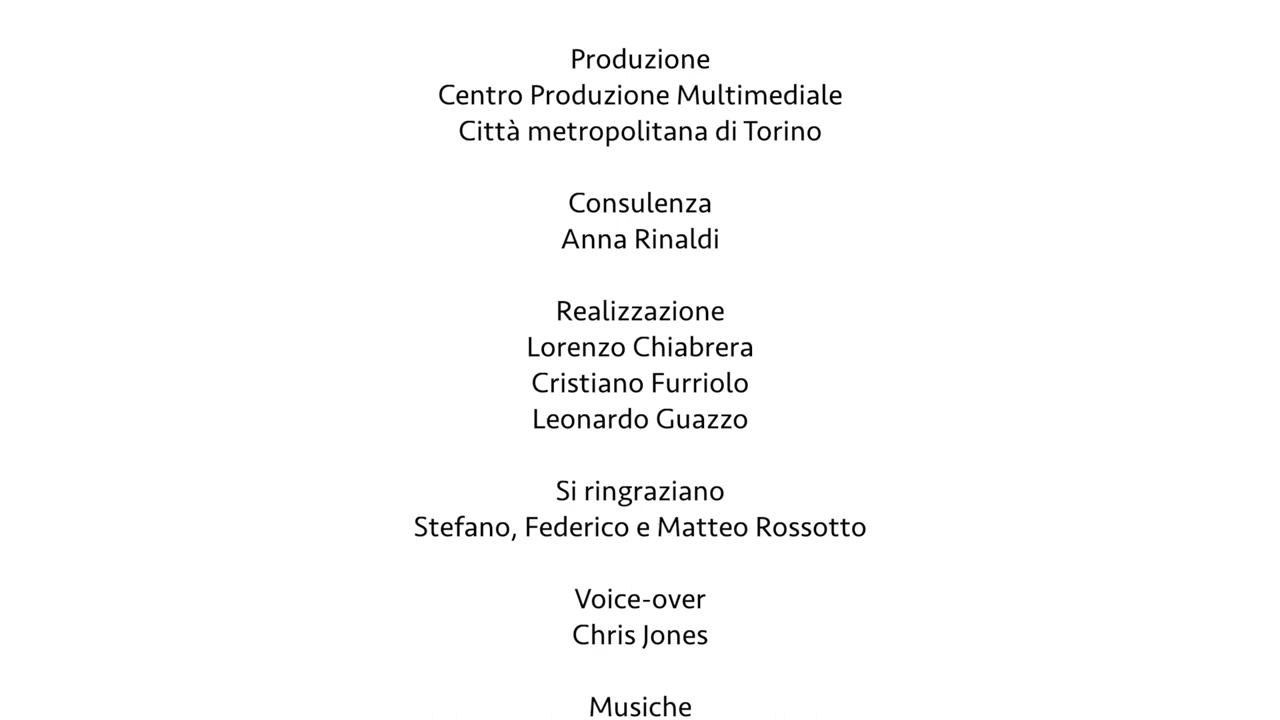 Produzione
Centro Produzione Multimediale
Città metropolitana di Torino
Consulenza
Anna Rinaldi
Realizzazione
Lorenzo Chiabrera
Cristiano Furriolo
Leonardo Guazzo
Si ringraziano
Stefano, Federico e Matteo Rossotto
Voice-over
Chris Jones
Musiche